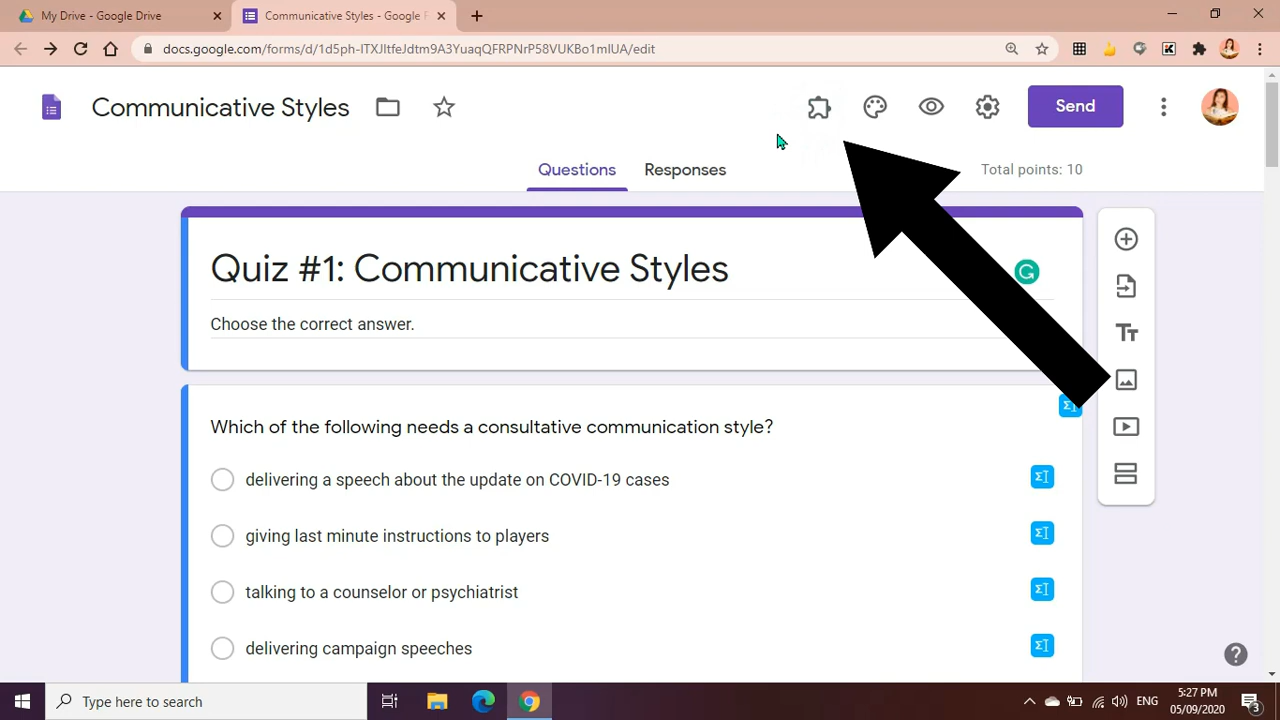 My Drive - Google Drive
Communicative Styles - Google F
docs.google.com/forms/d/1d5ph-ITXJltfeJdtm9A3YuaqQFRPNrP58VUKBo1mIUA/edit
Communicative Styles
Send
Questions
Responses
Total points: 10
Quiz #1: Communicative Styles
Choose the correct answer.
Which of the following needs a consultative communication style?
delivering a speech about the update on COVID-19 cases
giving last minute instructions to players
talking to a counselor or psychiatrist
delivering campaign speeches
Type here to search
ENG
5:27 PM
05/09/2020
3